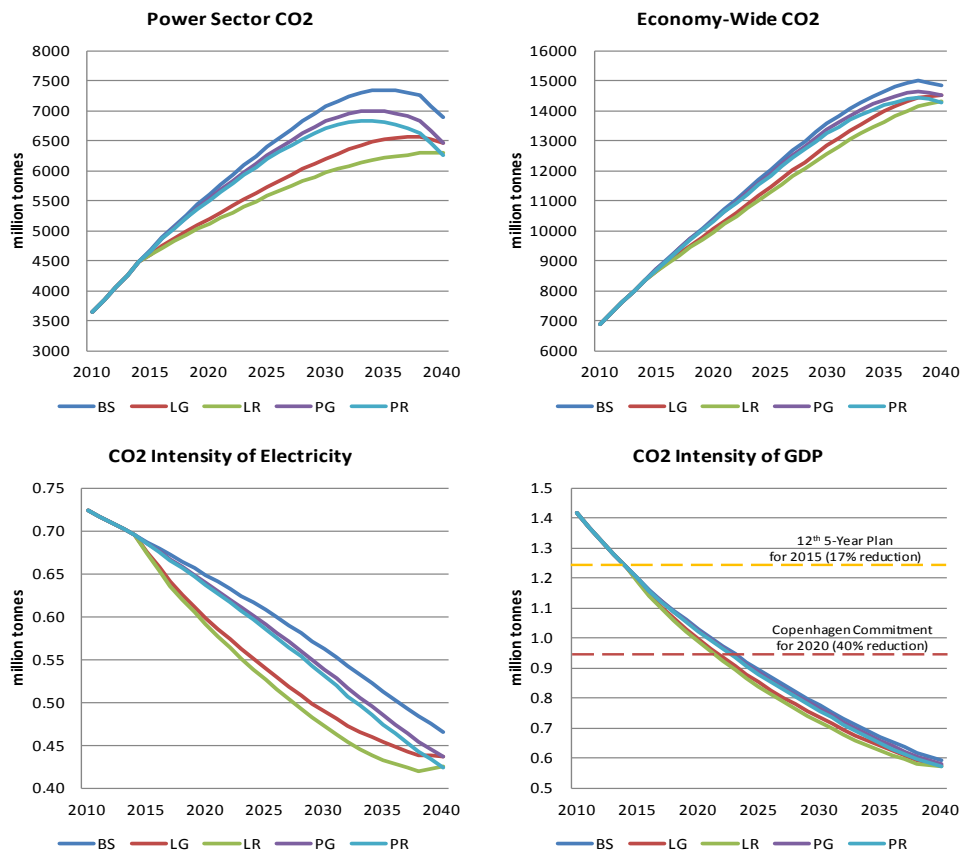 Power Sector CO2
8000
7500
7000
6500
6000
5500
5000
4500
4000
3500
3000
million tonnes
2010 2015 2020 2025 2030 2035 2040
BS LG LR PG PR
Economy-Wide CO2
16000
15000
14000
13000
12000
11000
10000
9000
8000
7000
6000
million tonnes
2010 2015 2020 2025 2030 2035 2040
BS LG LR PG PR
CO2 Intensity of Electricity
0.75
0.70
0.65
0.60
0.55
0.50
0.45
0.40
million tonnes
2010 2015 2020 2025 2030 2035 2040
BS LG LR PG PR
CO2 Intensity of GDP
1.5
1.4
1.3
1.2
1.1
1.0
0.9
0.8
0.7
0.6
0.5
million tonnes
12th 5-Year Plan
for 2015 (17% reduction)
Copenhagen Commitment
for 2020 (40% reduction)
2010 2015 2020 2025 2030 2035 2040
BS LG LR PG PR